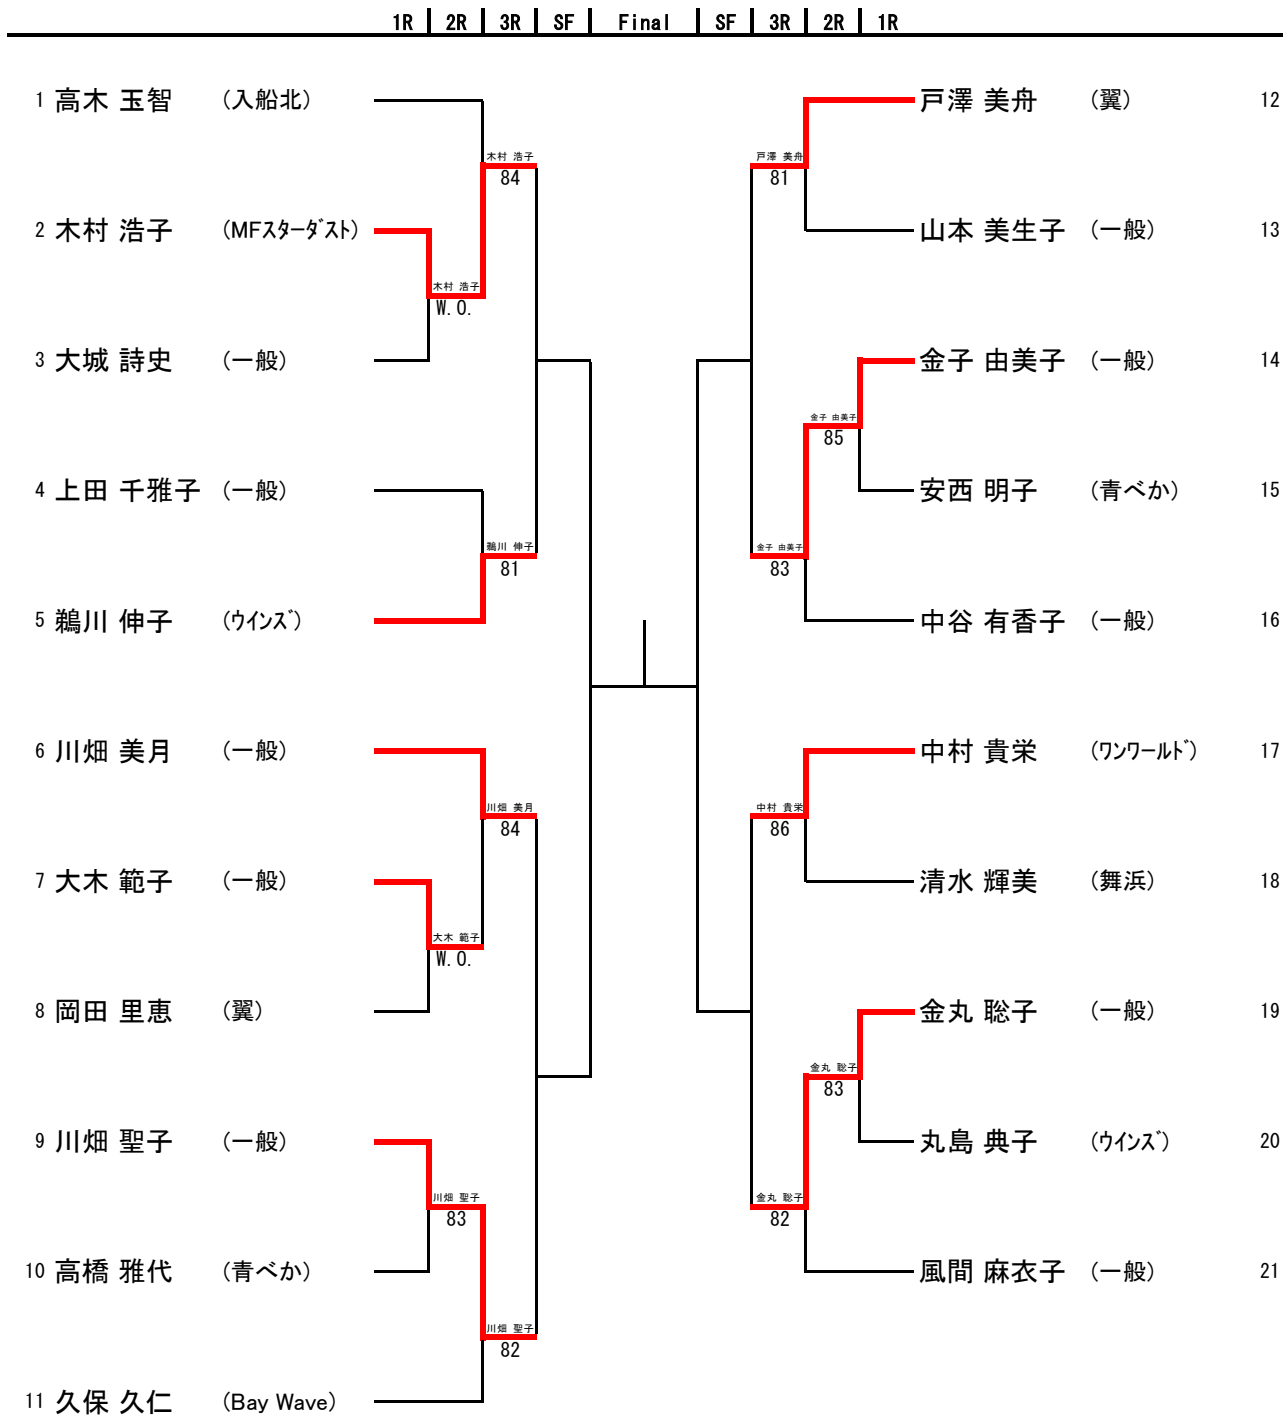 1R 2R 3R SF Final SF 3R 2R 1R
1 高木 玉智 (入船北)
戸澤 美舟 (翼) 12
木村 浩子
84
戸澤 美舟
81
2 木村 浩子 (MFスターダスト)
山本 美生子 (一般) 13
木村 浩子
W.O.
3 大城 詩史 (一般)
金子 由美子 (一般) 14
金子 由美子
85
4 上田 千雅子 (一般)
安西 明子 (青べか) 15
鵜川 伸子
81
金子 由美子
83
5 鵜川 伸子 (ウインズ)
中谷 有香子 (一般) 16
6 川畑 美月 (一般)
中村 貴栄 (ワンワールド) 17
川畑 美月
84
中村 貴栄
86
7 大木 範子 (一般)
清水 輝美 (舞浜) 18
大木 範子
W.O.
8 岡田 里恵 (翼)
金丸 聡子 (一般) 19
金丸 聡子
83
9 川畑 聖子 (一般)
丸島 典子 (ウインズ) 20
川畑 聖子
83
金丸 聡子
82
10 高橋 雅代 (青べか)
風間 麻衣子 (一般) 21
川畑 聖子
82
11 久保 久仁 (Bay Wave)